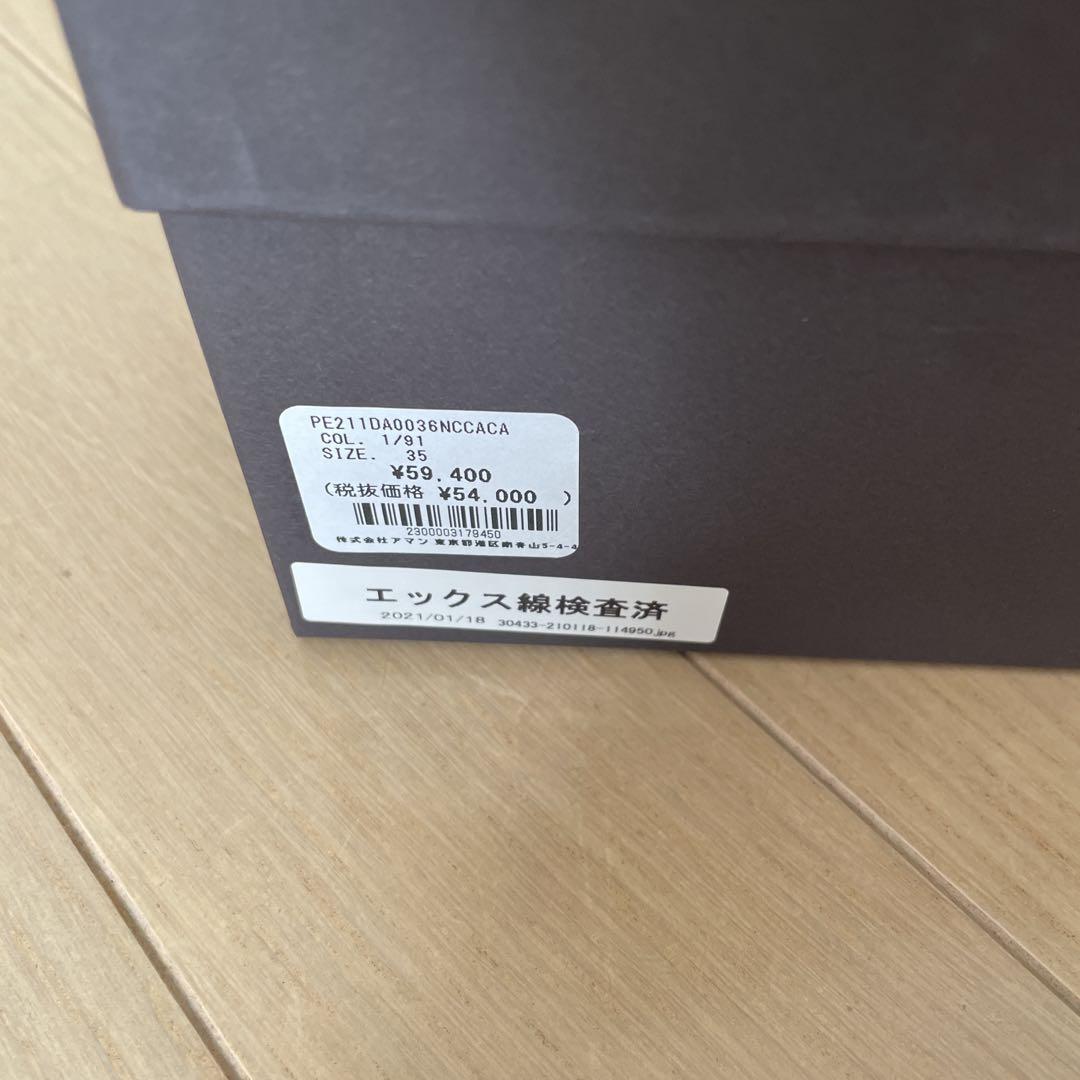 PE211DA0036NCCACA
COL. 1/91
SIZE. 35
¥59,400
(税抜価格 ¥54,000 )
2300003179450
株式会社アマン 東京都港区南青山5-4-4
エックス線検査済
2021/01/18 30433-210118-114950.jpg